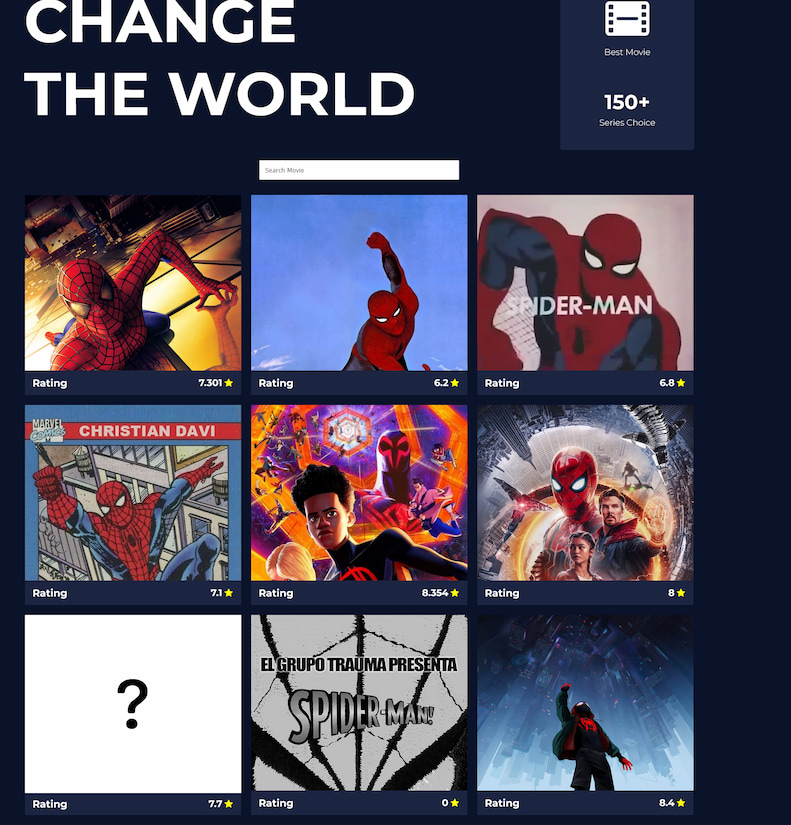 CHANGE
THE WORLD
Best Movie
150+
Series Choice
Search Movie
SPIDER-MAN
Rating 7.301
Rating 6.2
Rating 6.8
MARVEL
COMICS
CHRISTIAN DAVI
Rating 7.1
Rating 8.354
Rating 8
?
EL GRUPO TRAUMA PRESENTA
SPIDER-MAN!
Rating 7.7
Rating 0
Rating 8.4